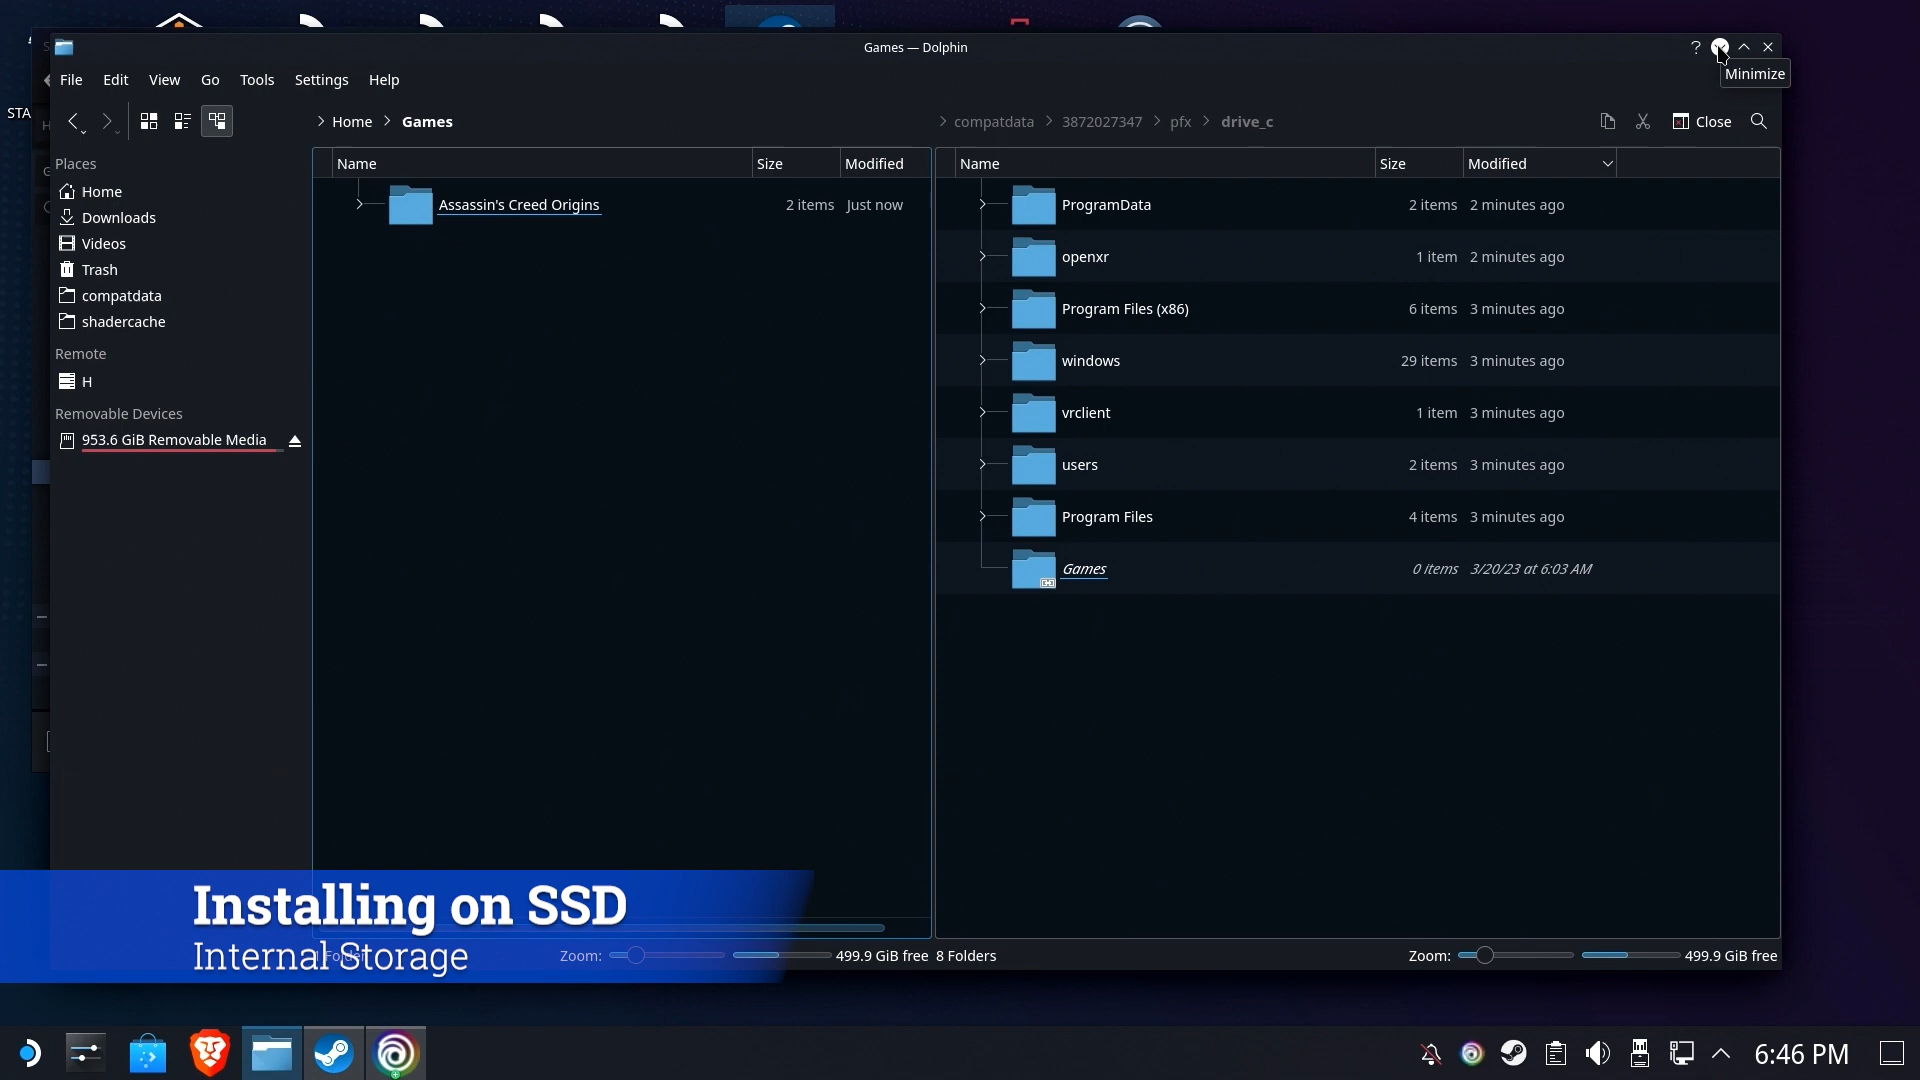 Games — Dolphin
Minimize
File Edit View Go Tools Settings Help
STA
Home Games
compatdata 3872027347 pfx drive_c
Close
Places
Home
Downloads
Videos
Trash
compatdata
shadercache
Remote
H
Removable Devices
953.6 GiB Removable Media
Name Size Modified
Assassin's Creed Origins 2 items Just now
Name Size Modified
ProgramData 2 items 2 minutes ago
openxr 1 item 2 minutes ago
Program Files (x86) 6 items 3 minutes ago
windows 29 items 3 minutes ago
vrclient 1 item 3 minutes ago
users 2 items 3 minutes ago
Program Files 4 items 3 minutes ago
Games 0 items 3/20/23 at 6:03 AM
Installing on SSD
Internal Storage
Zoom: 499.9 GiB free
8 Folders Zoom: 499.9 GiB free
6:46 PM